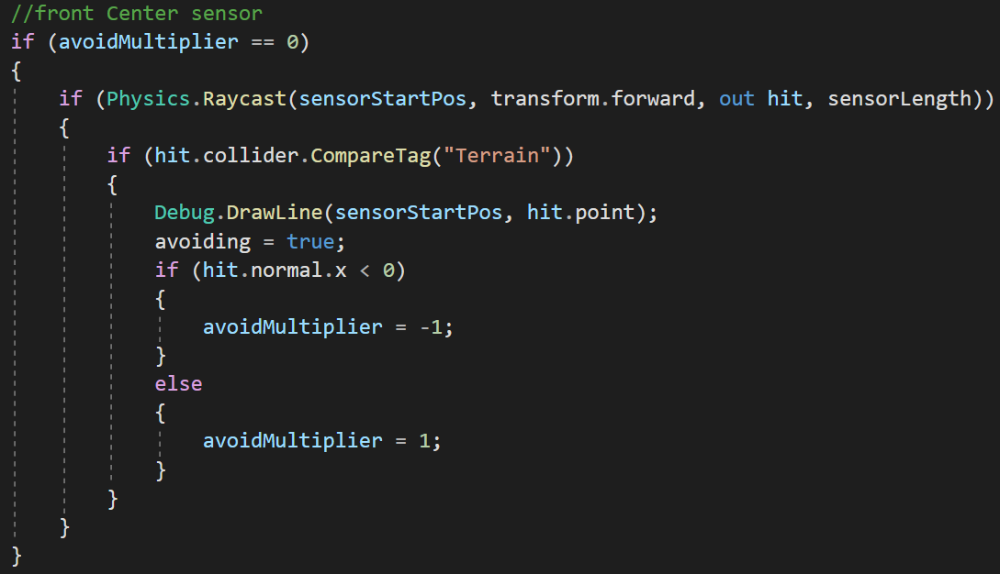 //front Center sensor
if (avoidMultiplier == 0)
{
    if (Physics.Raycast(sensorStartPos, transform.forward, out hit, sensorLength))
    {
        if (hit.collider.CompareTag("Terrain"))
        {
            Debug.DrawLine(sensorStartPos, hit.point);
            avoiding = true;
            if (hit.normal.x < 0)
            {
                avoidMultiplier = -1;
            }
            else
            {
                avoidMultiplier = 1;
            }
        }
    }
}